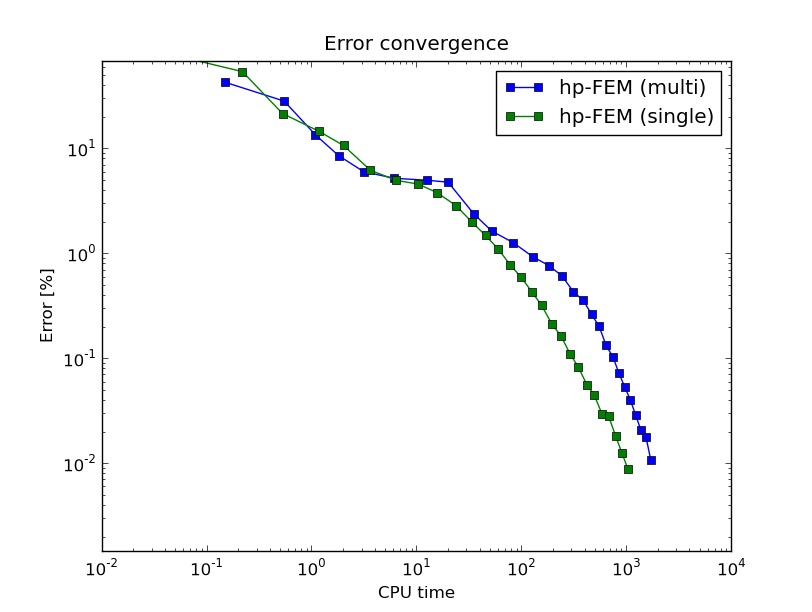 Error convergence
hp-FEM (multi)
hp-FEM (single)
Error [%]
10^1
10^0
10^-1
10^-2
10^-2 10^-1 10^0 10^1 10^2 10^3 10^4
CPU time